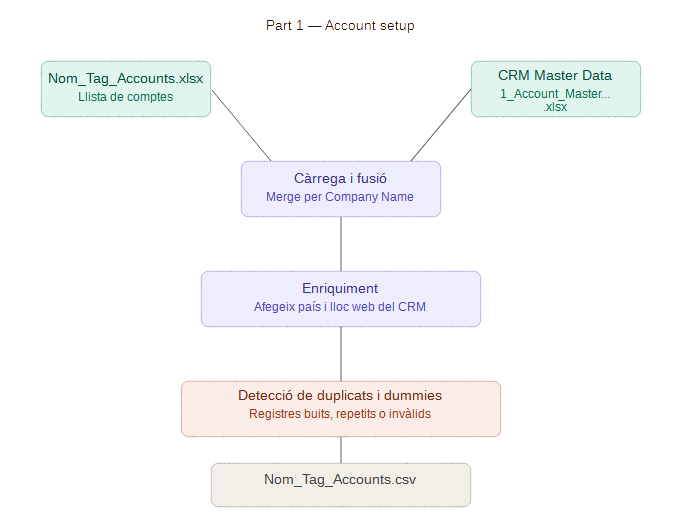 Part 1 — Account setup
Nom_Tag_Accounts.xlsx
Llista de comptes
CRM Master Data
1_Account_Master...
.xlsx
Càrrega i fusió
Merge per Company Name
Enriquiment
Afegeix país i lloc web del CRM
Detecció de duplicats i dummies
Registres buits, repetits o invàlids
Nom_Tag_Accounts.csv